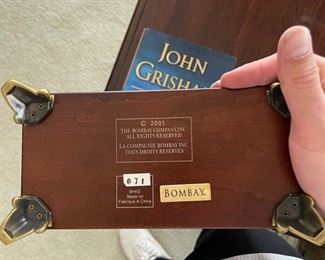 JOHN
GRISHA
© 2001
THE BOMBAY COMPANY, INC
ALL RIGHTS RESERVED
LA COMPAGNIE BOMBAY INC
TOUS DROITS RESERVES
071
Made in/
Fabrique A China
BOMBAY.